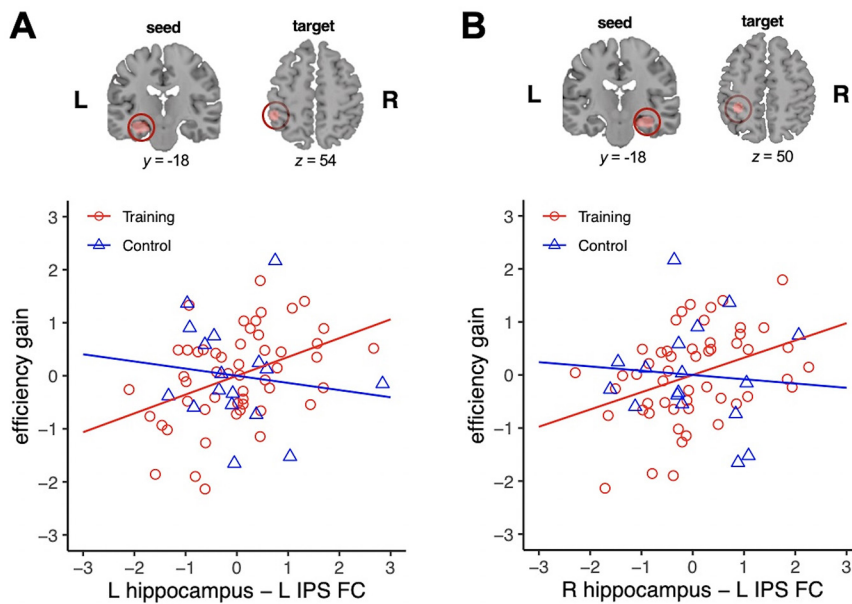 A
seed
target
L
R
y = -18
z = 54
Training
Control
3
2
1
0
−1
−2
−3
efficiency gain
−3 −2 −1 0 1 2 3
L hippocampus – L IPS FC
B
seed
target
L
R
y = -18
z = 50
Training
Control
3
2
1
0
−1
−2
−3
efficiency gain
−3 −2 −1 0 1 2 3
R hippocampus – L IPS FC